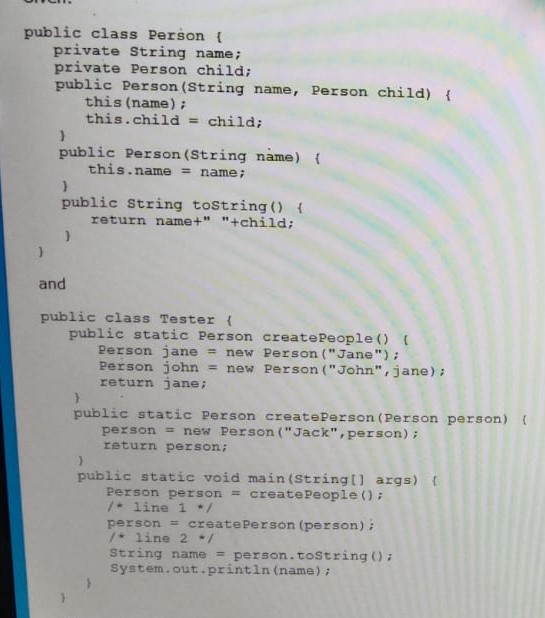 Given:
public class Person {
private String name;
private Person child;
public Person(String name, Person child) {
this(name);
this.child = child;
}
public Person(String name) {
this.name = name;
}
public String toString() {
return name+" "+child;
}
}
and
public class Tester {
public static Person createPeople() {
Person jane = new Person("Jane");
Person john = new Person("John",jane);
return jane;
}
public static Person createPerson(Person person) {
person = new Person("Jack",person);
return person;
}
public static void main(String[] args) {
Person person = createPeople();
/* line 1 */
person = createPerson(person);
/* line 2 */
String name = person.toString();
System.out.println(name);
}
}